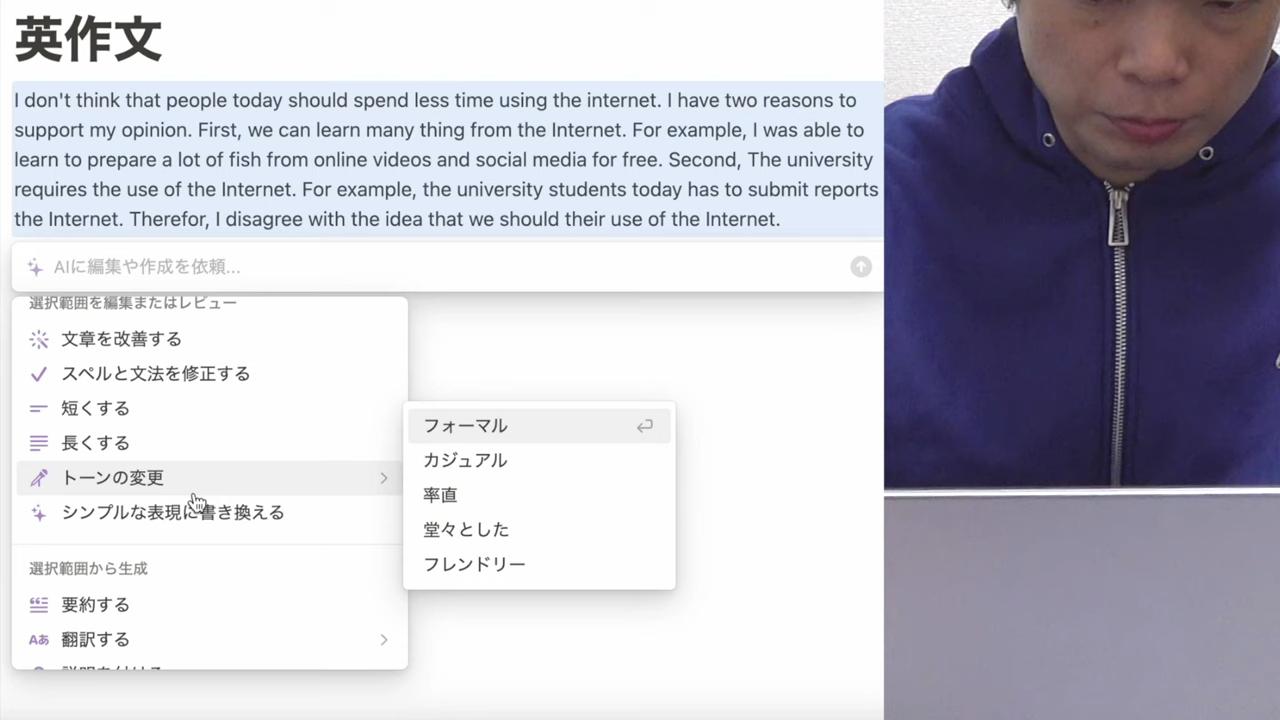 英作文
I don't think that people today should spend less time using the internet. I have two reasons to
support my opinion. First, we can learn many thing from the Internet. For example, I was able to
learn to prepare a lot of fish from online videos and social media for free. Second, The university
requires the use of the Internet. For example, the university students today has to submit reports
the Internet. Therefor, I disagree with the idea that we should their use of the Internet.
AIに編集や作成を依頼...
選択範囲を編集またはレビュー
文章を改善する
スペルと文法を修正する
短くする
長くする
トーンの変更
シンプルな表現に書き換える
フォーマル
カジュアル
率直
堂々とした
フレンドリー
選択範囲から生成
要約する
Aあ 翻訳する